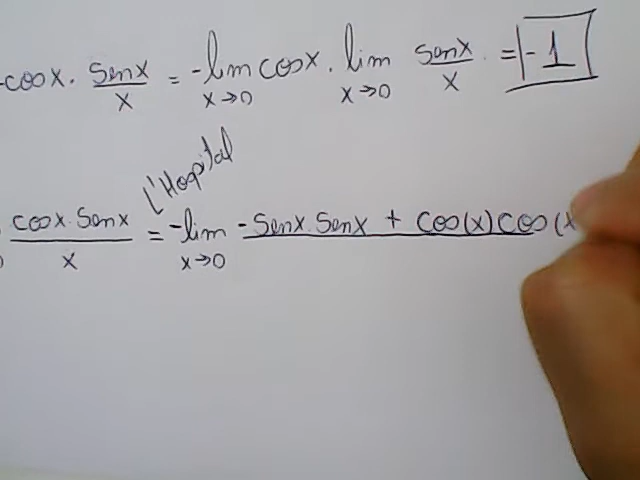 -cosx · senx/x = -lim x→0 cosx · lim x→0 senx/x = -1
L'Hopital
cosx · senx/x = -lim x→0 -senx · senx + cos(x) cos(x